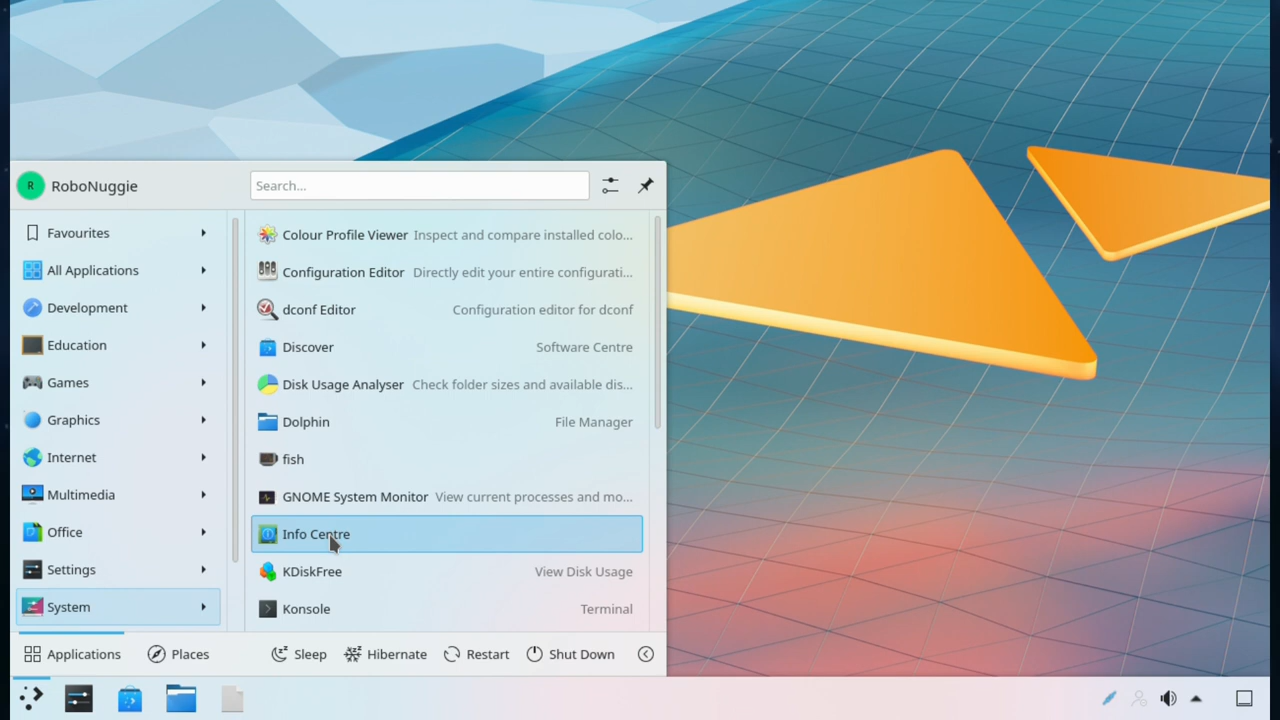 R RoboNuggie
Search...
Favourites
All Applications
Development
Education
Games
Graphics
Internet
Multimedia
Office
Settings
System
Colour Profile Viewer Inspect and compare installed colo...
Configuration Editor Directly edit your entire configurati...
dconf Editor Configuration editor for dconf
Discover Software Centre
Disk Usage Analyser Check folder sizes and available dis...
Dolphin File Manager
fish
GNOME System Monitor View current processes and mo...
Info Centre
KDiskFree View Disk Usage
Konsole Terminal
Applications Places Sleep Hibernate Restart Shut Down